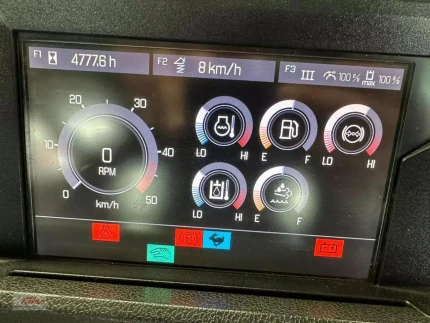 F1 4777.6 h
F2 8 km/h
F3 III 100 % max 100 %
20 30
10 40
0 50
0
RPM
km/h
LO HI
E F
LO HI
LO HI
E F